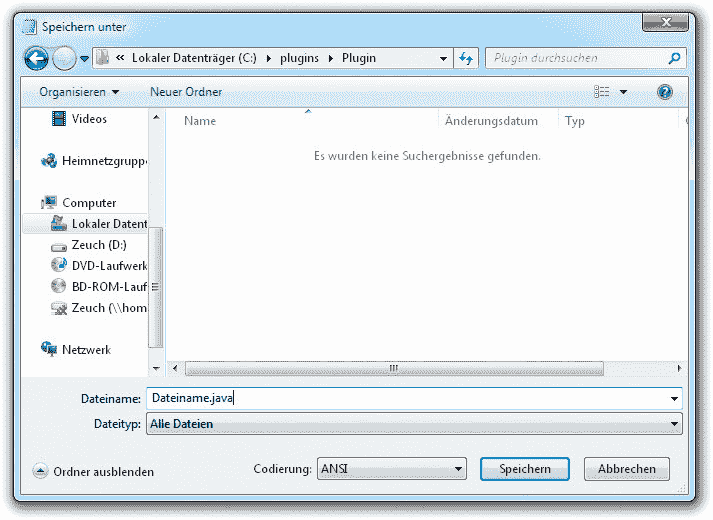 Speichern unter
« Lokaler Datenträger (C:) plugins Plugin Plugin durchsuchen
Organisieren Neuer Ordner
Videos
Name Änderungsdatum Typ
Es wurden keine Suchergebnisse gefunden.
Heimnetzgruppe
Computer
Lokaler Datent
Zeuch (D:)
DVD-Laufwerk
BD-ROM-Lauf
Zeuch (\\hom
Netzwerk
Dateiname: Dateiname.java
Dateityp: Alle Dateien
Ordner ausblenden Codierung: ANSI Speichern Abbrechen